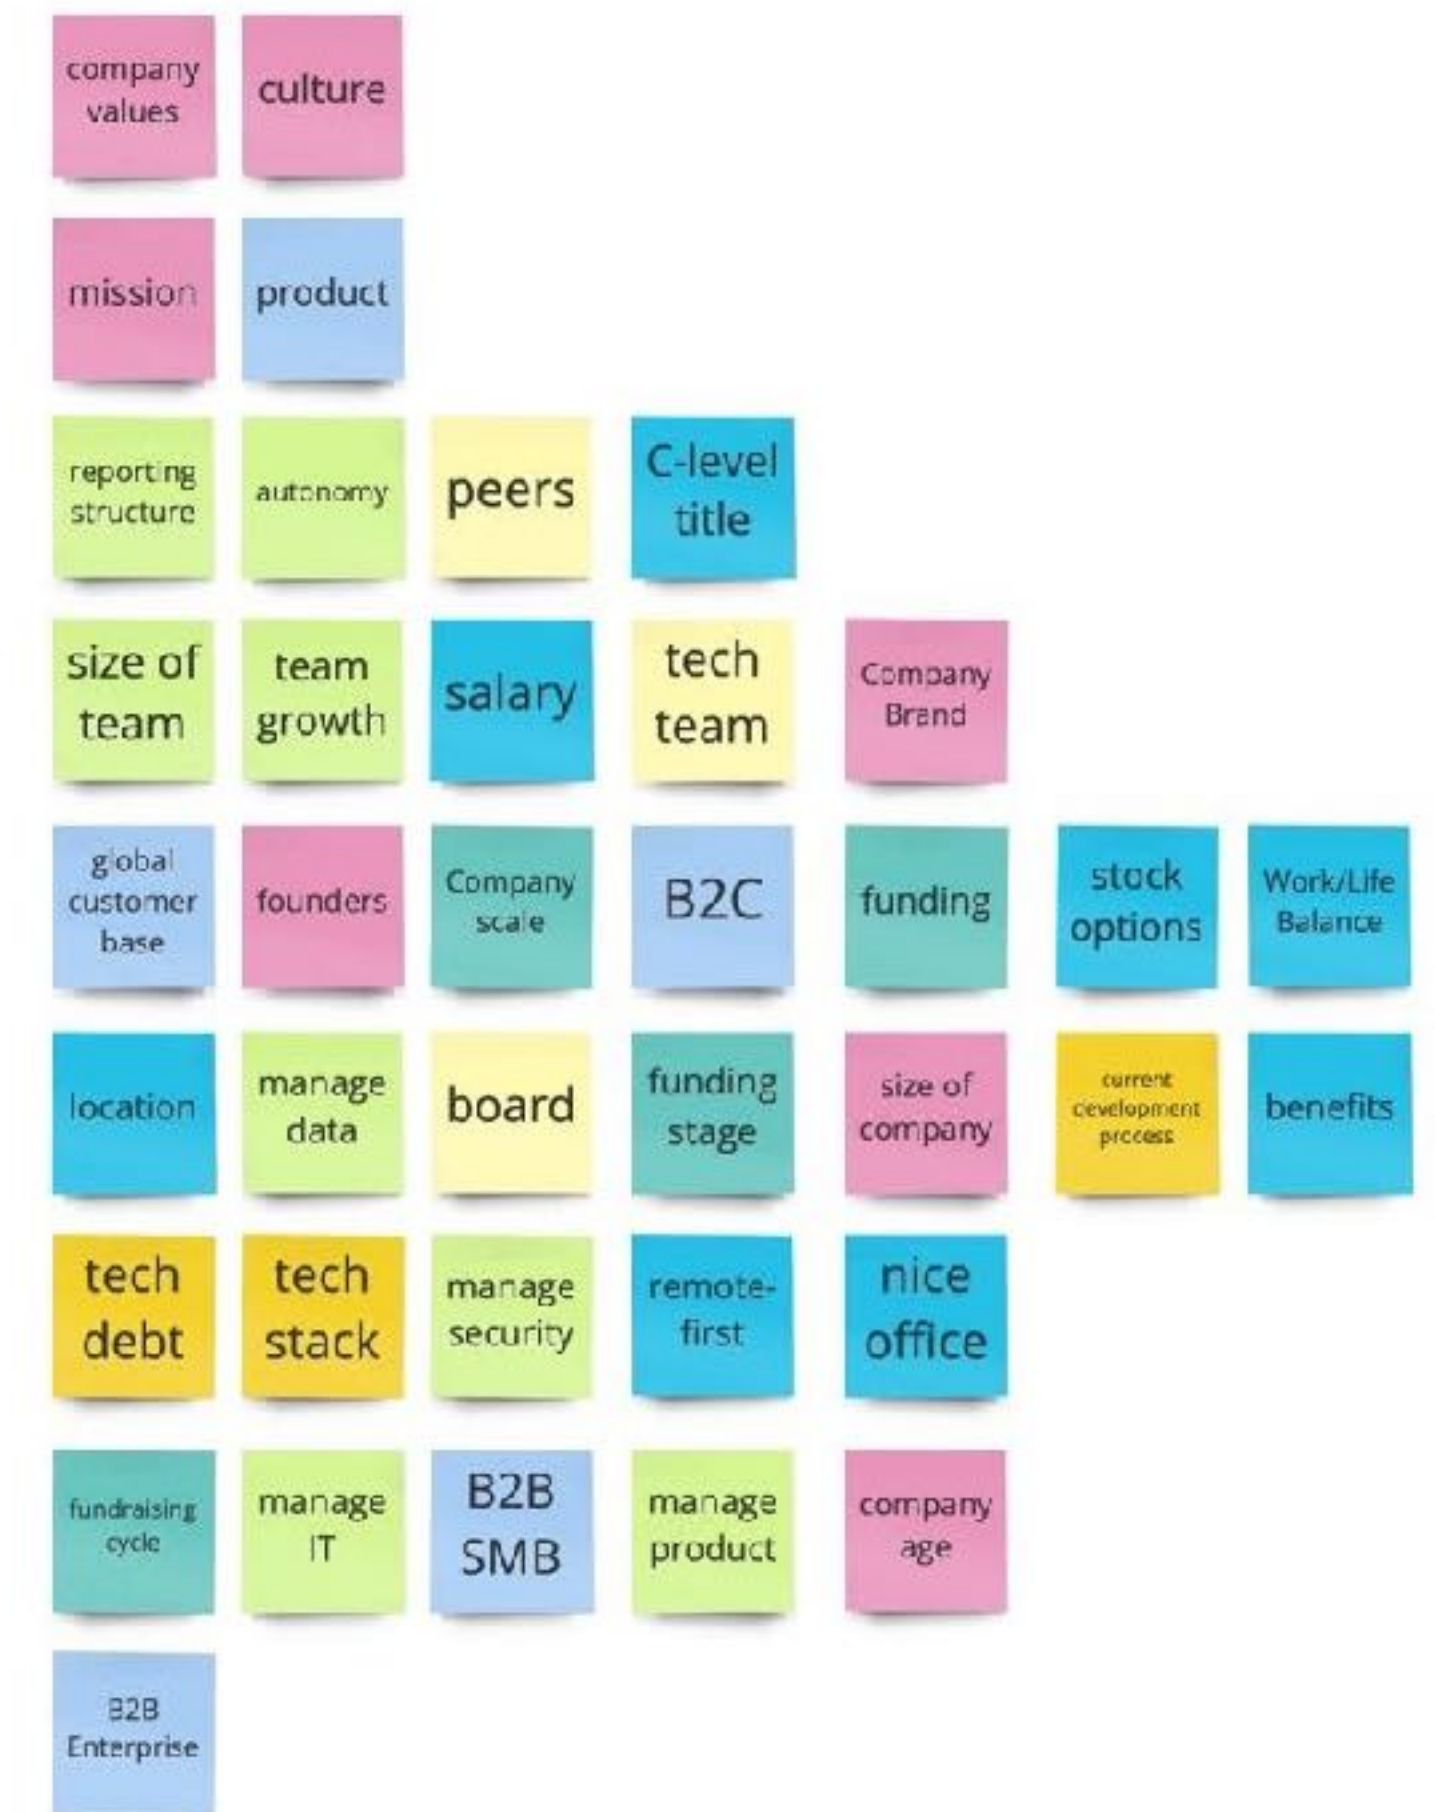 company
values
culture
mission
product
reporting
structure
autonomy
peers
C-level
title
size of
team
team
growth
salary
tech
team
Company
Brand
global
customer
base
founders
Company
scale
B2C
funding
stock
options
Work/Life
Balance
location
manage
data
board
funding
stage
size of
company
current
development
process
benefits
tech
debt
tech
stack
manage
security
remote-
first
nice
office
fundraising
cycle
manage
IT
B2B
SMB
manage
product
company
age
B2B
Enterprise